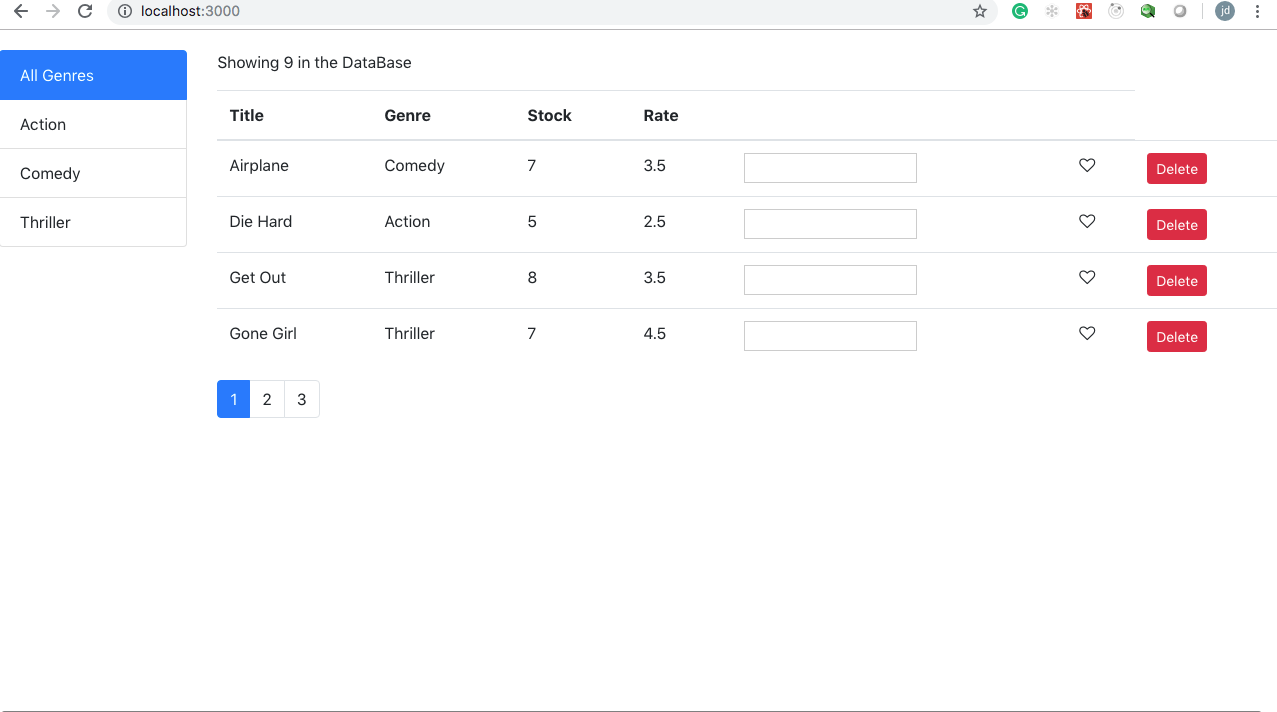 localhost:3000
jd
All Genres
Action
Comedy
Thriller
Showing 9 in the DataBase
Title Genre Stock Rate
Airplane Comedy 7 3.5 Delete
Die Hard Action 5 2.5 Delete
Get Out Thriller 8 3.5 Delete
Gone Girl Thriller 7 4.5 Delete
1 2 3